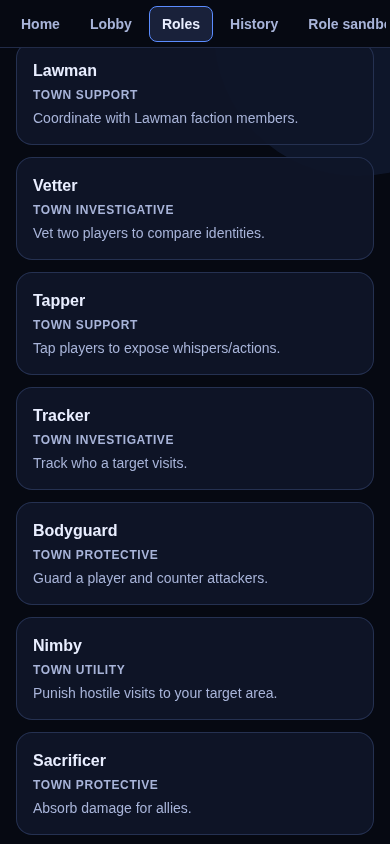 Home Lobby Roles History Role sandbo
Lawman
TOWN SUPPORT
Coordinate with Lawman faction members.
Vetter
TOWN INVESTIGATIVE
Vet two players to compare identities.
Tapper
TOWN SUPPORT
Tap players to expose whispers/actions.
Tracker
TOWN INVESTIGATIVE
Track who a target visits.
Bodyguard
TOWN PROTECTIVE
Guard a player and counter attackers.
Nimby
TOWN UTILITY
Punish hostile visits to your target area.
Sacrificer
TOWN PROTECTIVE
Absorb damage for allies.